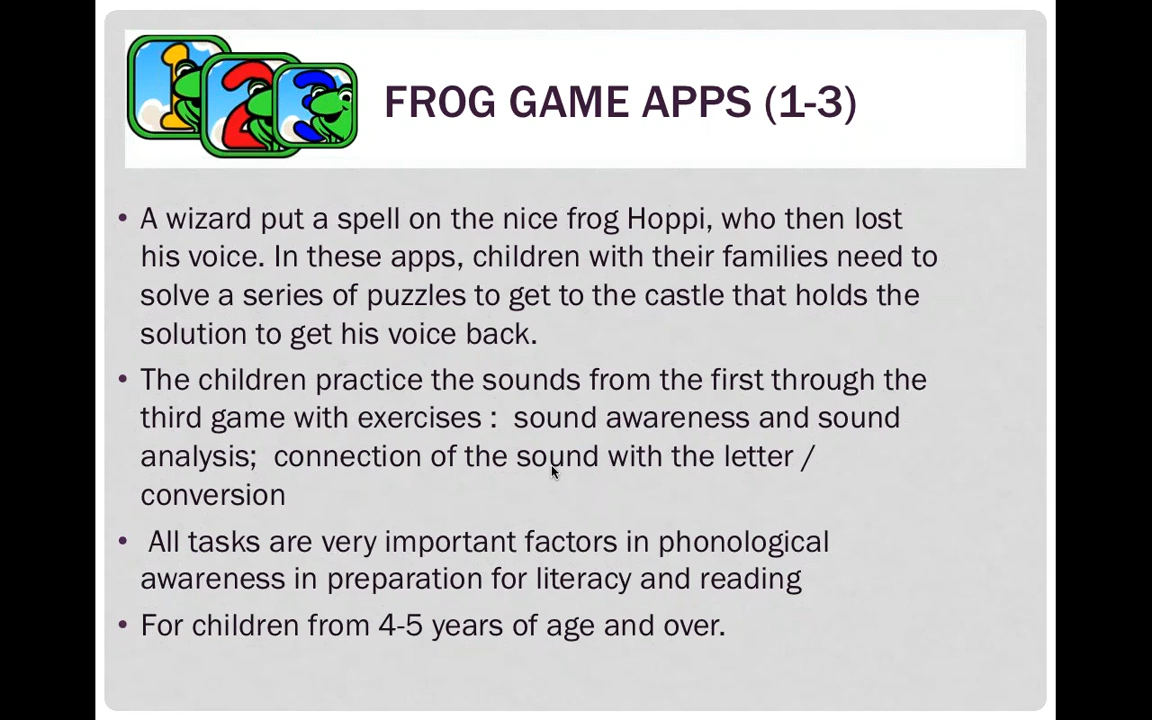 1
2
3
FROG GAME APPS (1-3)
• A wizard put a spell on the nice frog Hoppi, who then lost
his voice. In these apps, children with their families need to
solve a series of puzzles to get to the castle that holds the
solution to get his voice back.
• The children practice the sounds from the first through the
third game with exercises :  sound awareness and sound
analysis;  connection of the sound with the letter /
conversion
•  All tasks are very important factors in phonological
awareness in preparation for literacy and reading
• For children from 4-5 years of age and over.